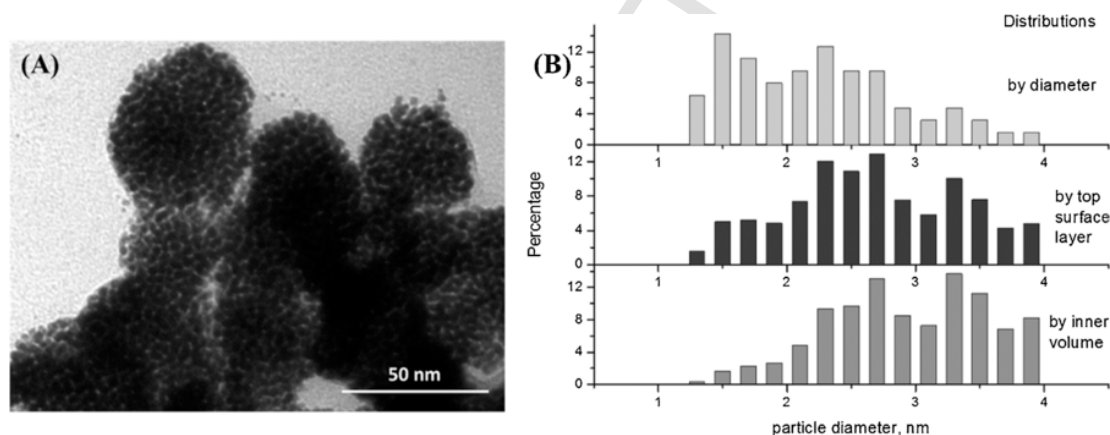 (A)
50 nm
(B)
Distributions
by diameter
by top
surface
layer
by inner
volume
Percentage
12
8
4
0
1 2 3 4
12
8
4
0
1 2 3 4
12
8
4
0
1 2 3 4
particle diameter, nm